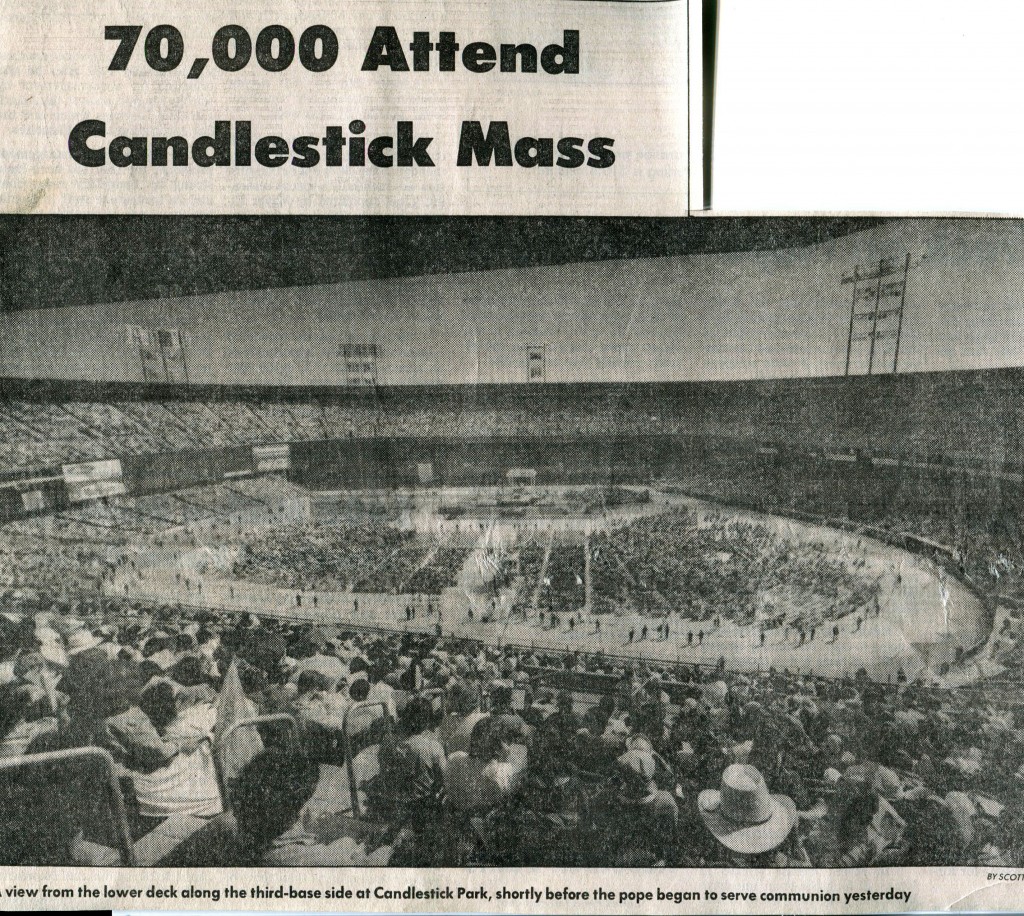 70,000 Attend
Candlestick Mass
BY SCOTT
view from the lower deck along the third-base side at Candlestick Park, shortly before the pope began to serve communion yesterday